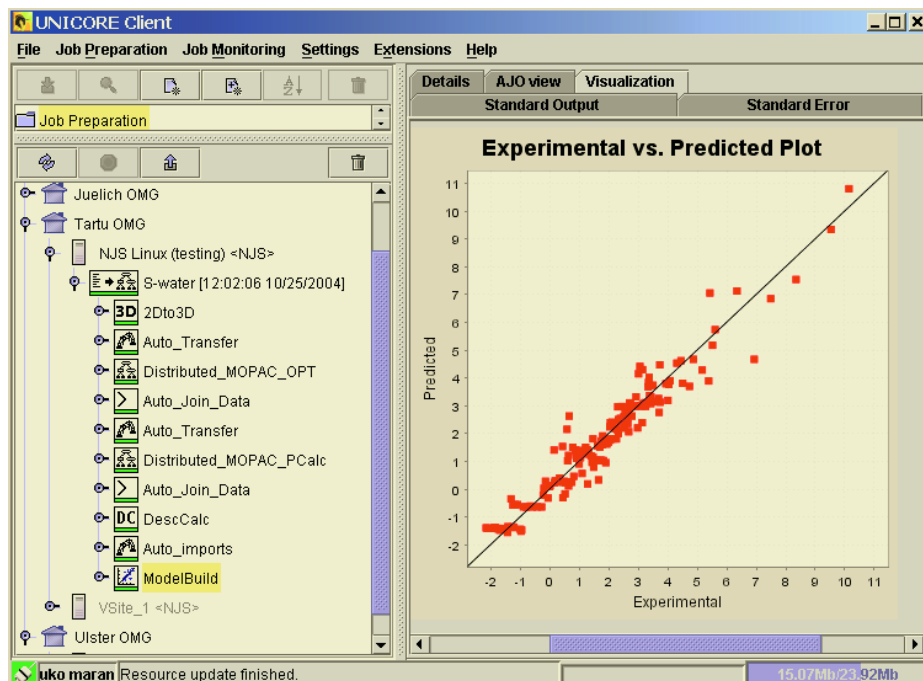 UNICORE Client
File Job Preparation Job Monitoring Settings Extensions Help
Job Preparation
Juelich OMG
Tartu OMG
NJS Linux (testing) <NJS>
S-water [12:02:06 10/25/2004]
3D 2Dto3D
Auto_Transfer
Distributed_MOPAC_OPT
Auto_Join_Data
Auto_Transfer
Distributed_MOPAC_PCalc
Auto_Join_Data
DC DescCalc
Auto_imports
ModelBuild
VSite_1 <NJS>
Ulster OMG
Details AJO view Visualization
Standard Output Standard Error
Experimental vs. Predicted Plot
Predicted
11
10
9
8
7
6
5
4
3
2
1
0
-1
-2
-2 -1 0 1 2 3 4 5 6 7 8 9 10 11
Experimental
uko maran Resource update finished. 15.07Mb/23.92Mb